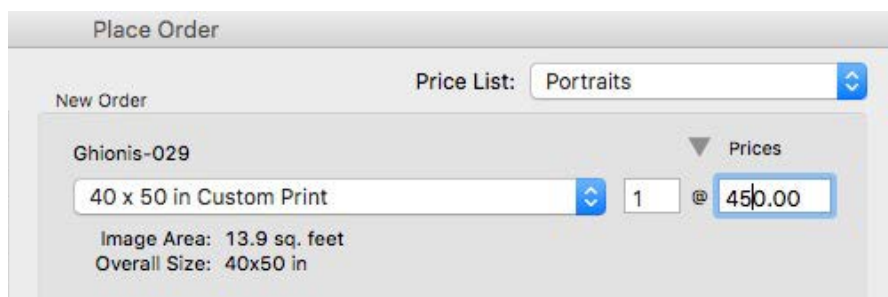 Place Order
Price List: Portraits
New Order
Ghionis-029
Prices
40 x 50 in Custom Print 1 @ 450.00
Image Area: 13.9 sq. feet
Overall Size: 40x50 in